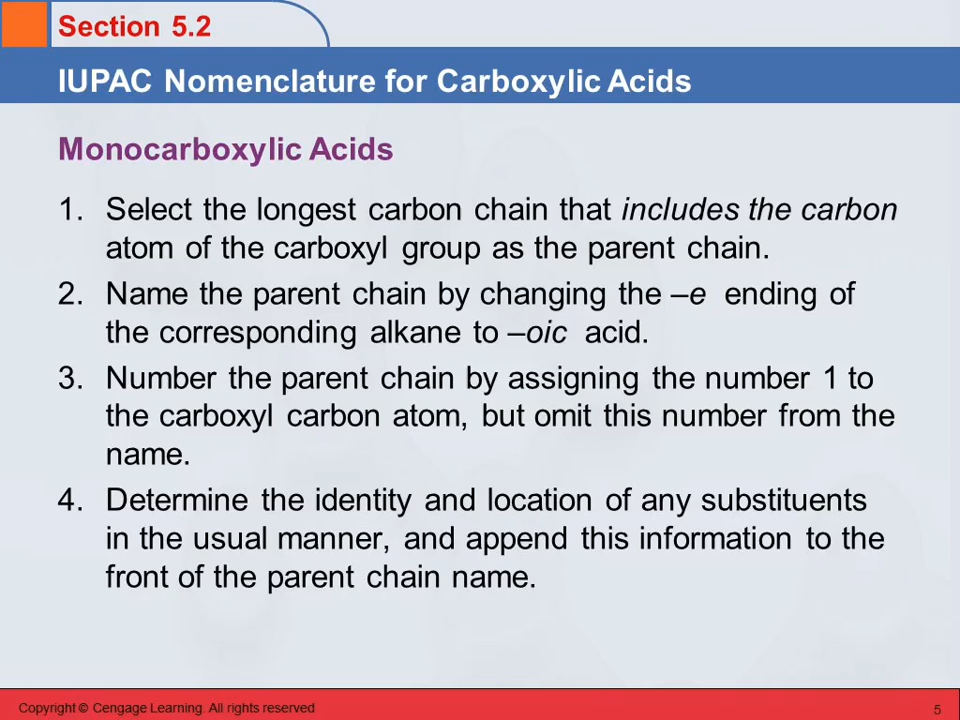 Section 5.2
IUPAC Nomenclature for Carboxylic Acids
Monocarboxylic Acids
1. Select the longest carbon chain that includes the carbon
atom of the carboxyl group as the parent chain.
2. Name the parent chain by changing the –e ending of
the corresponding alkane to –oic acid.
3. Number the parent chain by assigning the number 1 to
the carboxyl carbon atom, but omit this number from the
name.
4. Determine the identity and location of any substituents
in the usual manner, and append this information to the
front of the parent chain name.
Copyright © Cengage Learning. All rights reserved
5